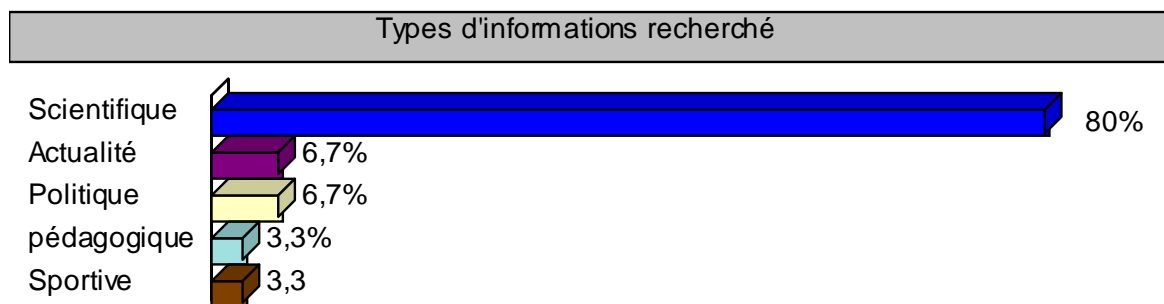 Types d'informations recherché
Scientifique 80%
Actualité 6,7%
Politique 6,7%
pédagogique 3,3%
Sportive 3,3